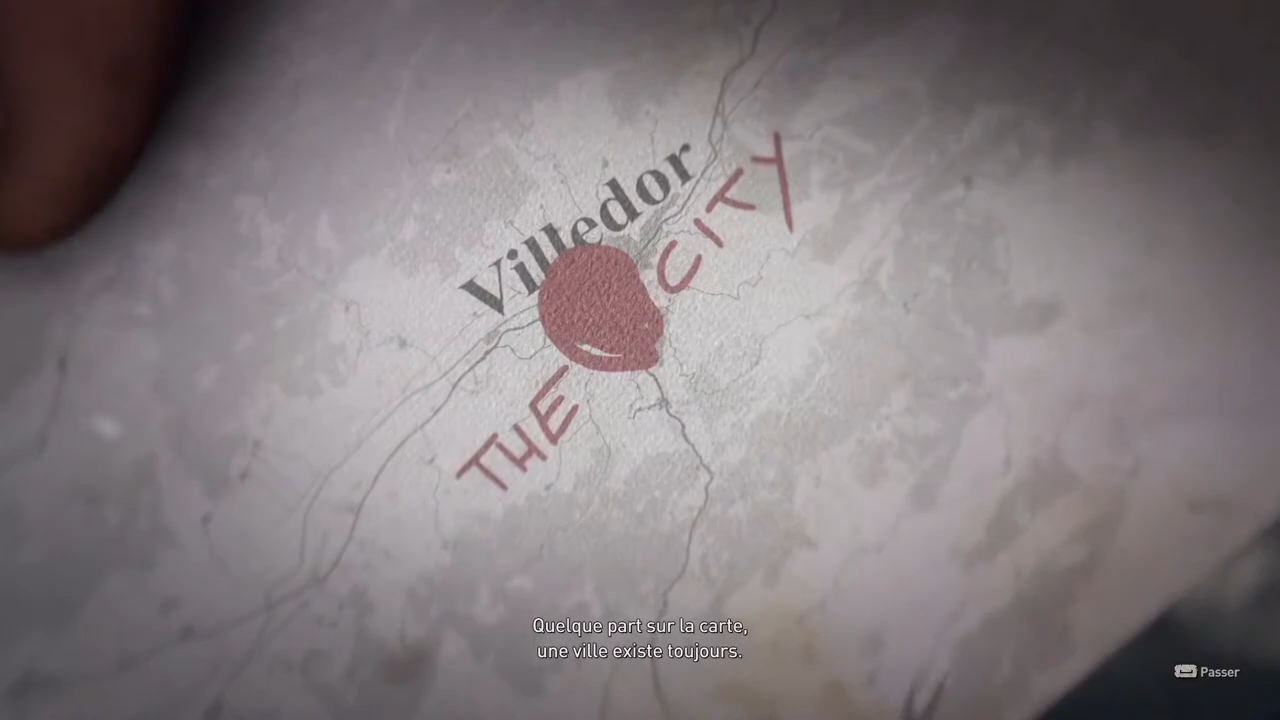 Villedor
THE CITY
Quelque part sur la carte,
une ville existe toujours.
Passer